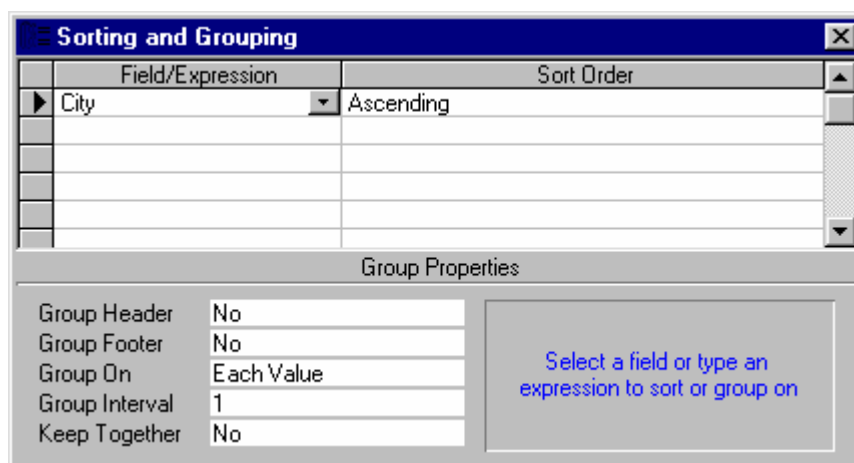 Sorting and Grouping
Field/Expression Sort Order
City Ascending
Group Properties
Group Header No
Group Footer No
Group On Each Value
Group Interval 1
Keep Together No
Select a field or type an
expression to sort or group on